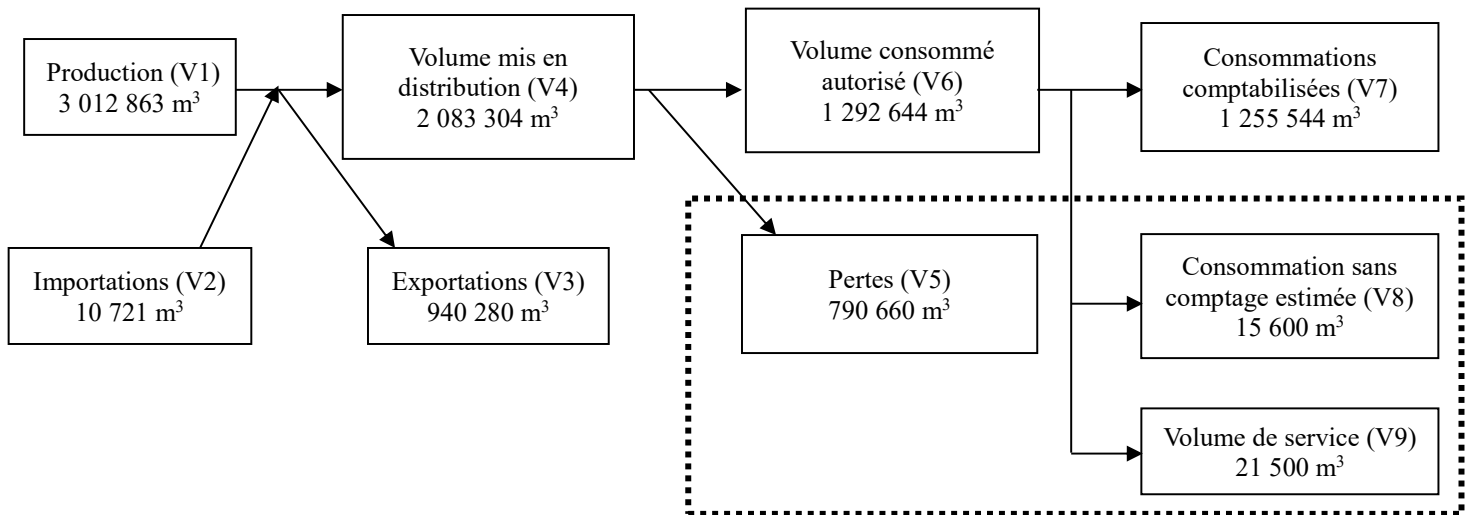 Production (V1)
3 012 863 m³
Volume mis en
distribution (V4)
2 083 304 m³
Volume consommé
autorisé (V6)
1 292 644 m³
Consommations
comptabilisées (V7)
1 255 544 m³
Importations (V2)
10 721 m³
Exportations (V3)
940 280 m³
Pertes (V5)
790 660 m³
Consommation sans
comptage estimée (V8)
15 600 m³
Volume de service (V9)
21 500 m³